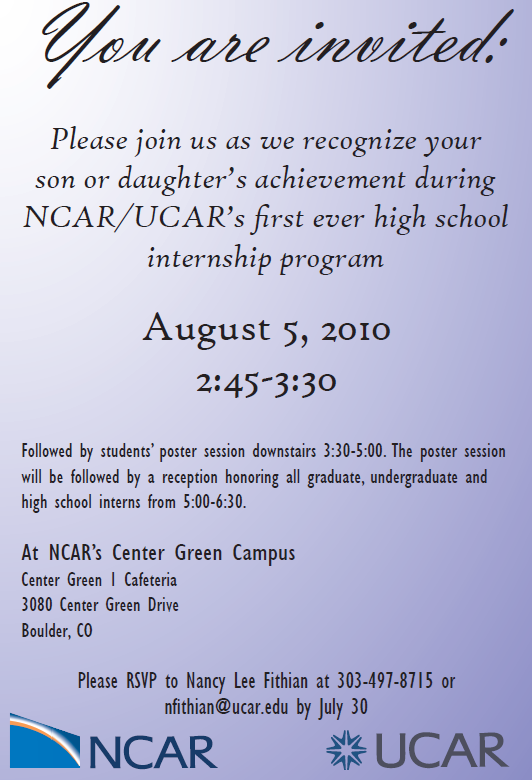 You are invited:
Please join us as we recognize your
son or daughter's achievement during
NCAR/UCAR's first ever high school
internship program
August 5, 2010
2:45-3:30
Followed by students' poster session downstairs 3:30-5:00. The poster session
will be followed by a reception honoring all graduate, undergraduate and
high school interns from 5:00-6:30.
At NCAR's Center Green Campus
Center Green 1 Cafeteria
3080 Center Green Drive
Boulder, CO
Please RSVP to Nancy Lee Fithian at 303-497-8715 or
nfithian@ucar.edu by July 30
NCAR
UCAR